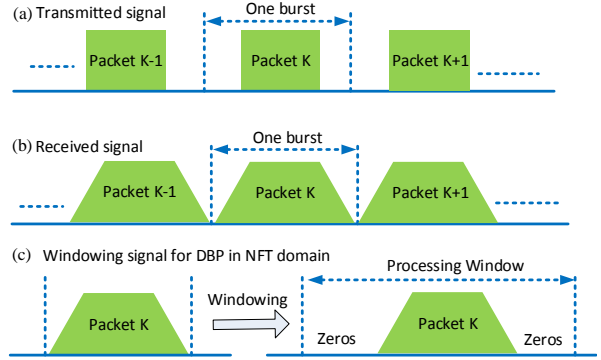 (a) Transmitted signal
One burst
Packet K-1
Packet K
Packet K+1
(b) Received signal
One burst
Packet K-1
Packet K
Packet K+1
(c) Windowing signal for DBP in NFT domain
Processing Window
Windowing
Packet K
Zeros
Packet K
Zeros